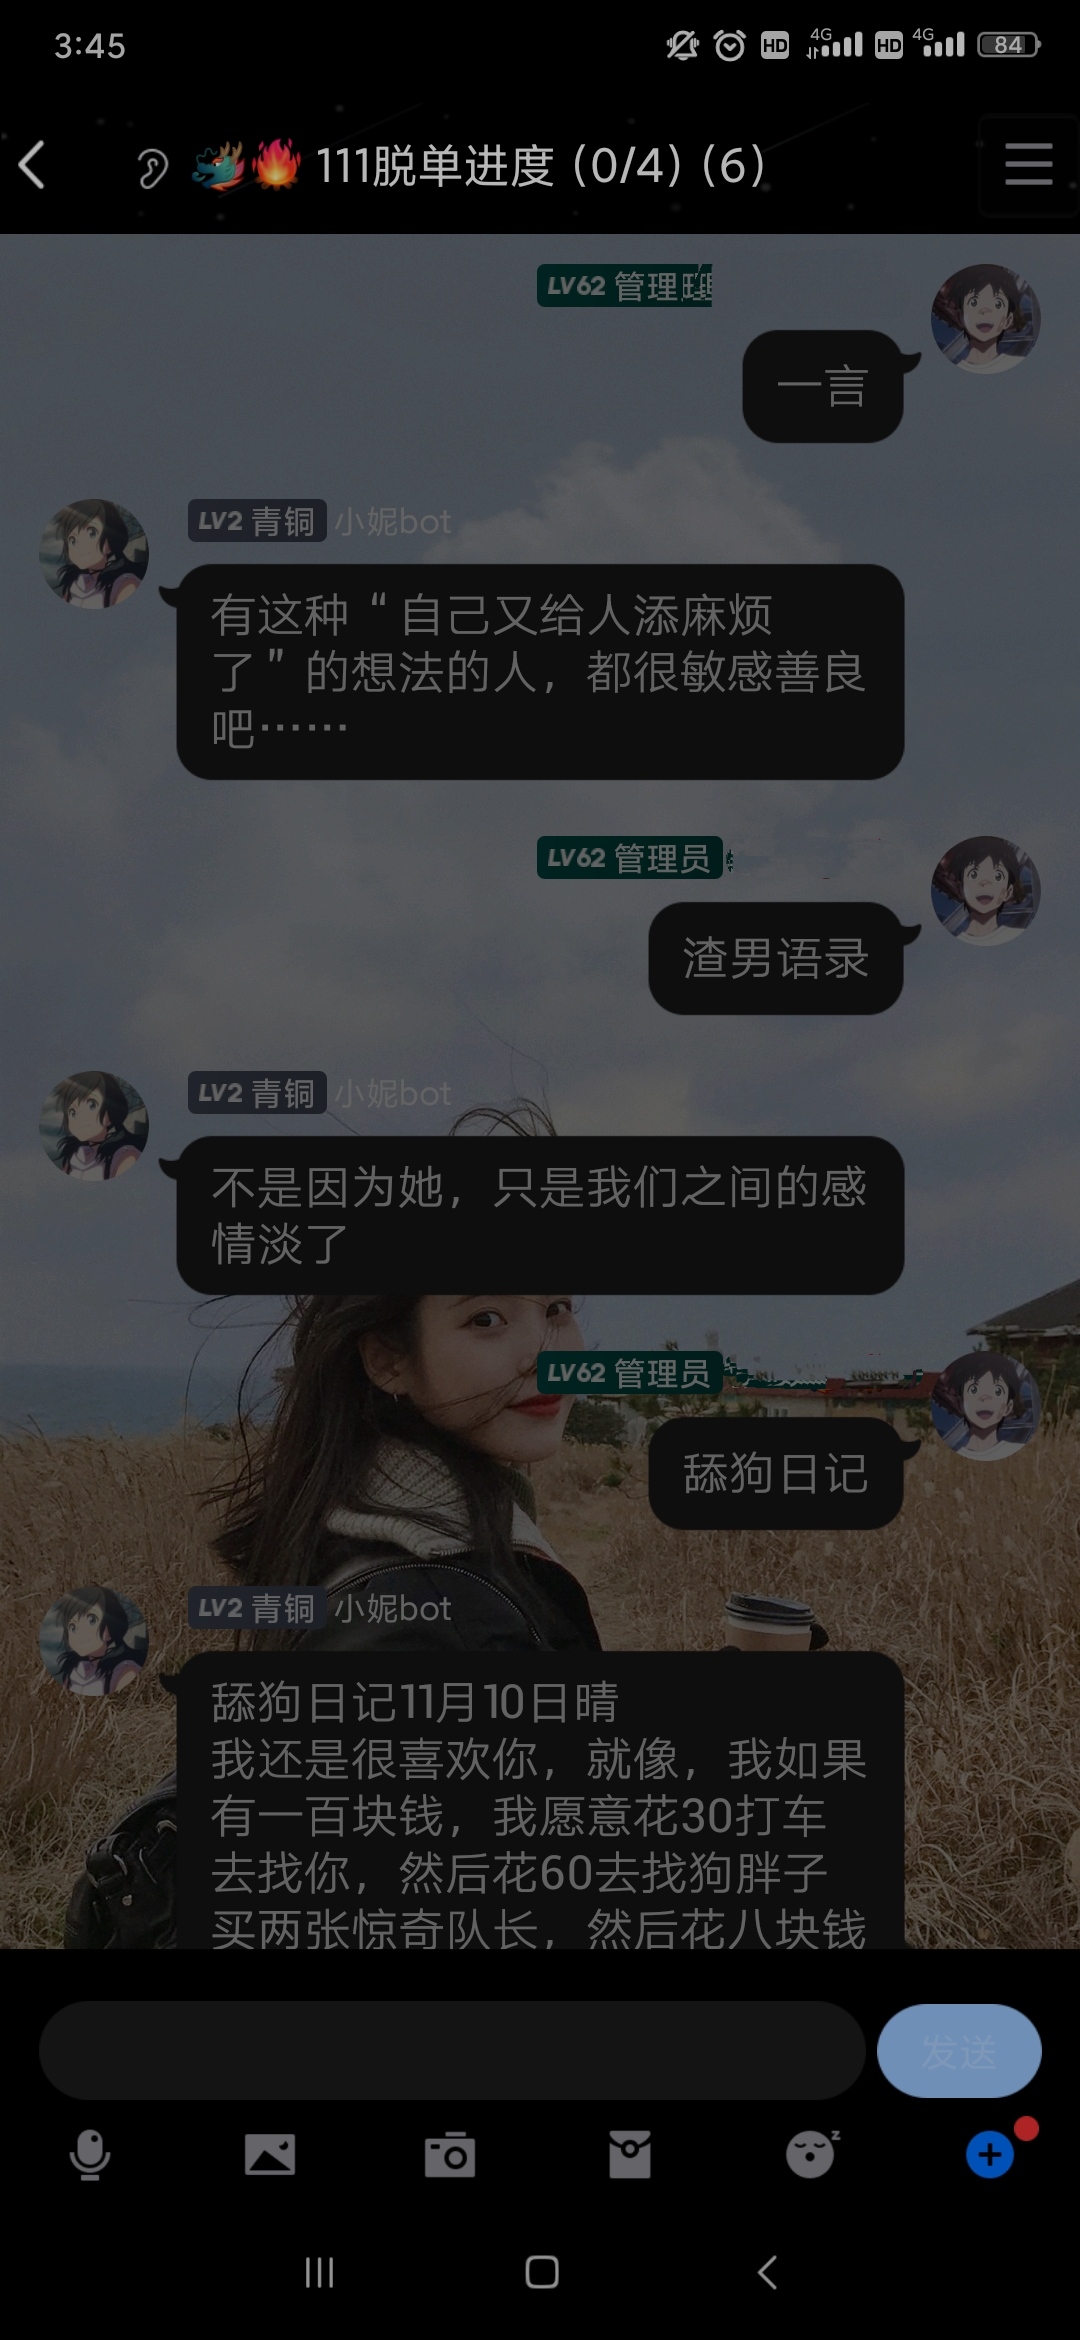 3:45
HD 4G HD 4G 84
111脱单进度 (0/4) (6)
LV62 管理
一言
LV2 青铜 小妮bot
有这种“自己又给人添麻烦
了”的想法的人，都很敏感善良
吧……
LV62 管理员
渣男语录
LV2 青铜 小妮bot
不是因为她，只是我们之间的感
情淡了
LV62 管理员
舔狗日记
LV2 青铜 小妮bot
舔狗日记11月10日晴
我还是很喜欢你，就像，我如果
有一百块钱，我愿意花30打车
去找你，然后花60去找狗胖子
买两张惊奇队长，然后花八块钱
发送
z